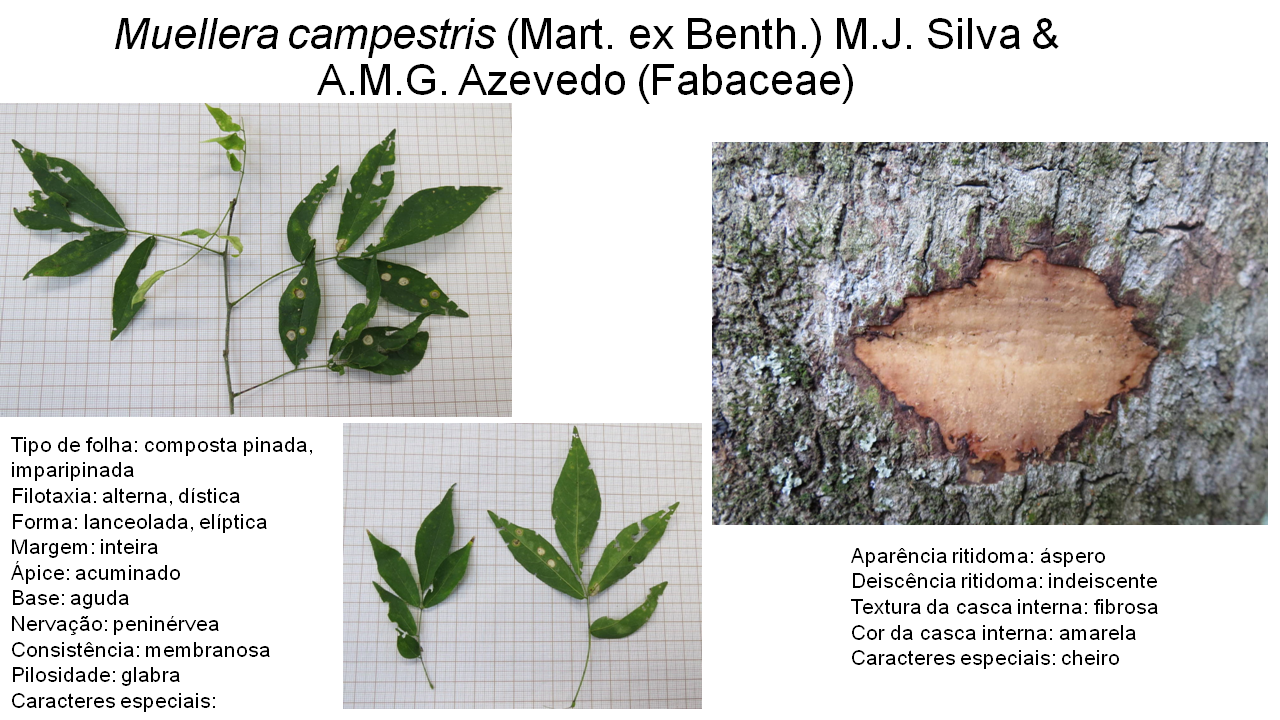 Muellera campestris (Mart. ex Benth.) M.J. Silva &
A.M.G. Azevedo (Fabaceae)
Tipo de folha: composta pinada,
imparipinada
Filotaxia: alterna, dística
Forma: lanceolada, elíptica
Margem: inteira
Ápice: acuminado
Base: aguda
Nervação: peninérvea
Consistência: membranosa
Pilosidade: glabra
Caracteres especiais:
Aparência ritidoma: áspero
Deiscência ritidoma: indeiscente
Textura da casca interna: fibrosa
Cor da casca interna: amarela
Caracteres especiais: cheiro